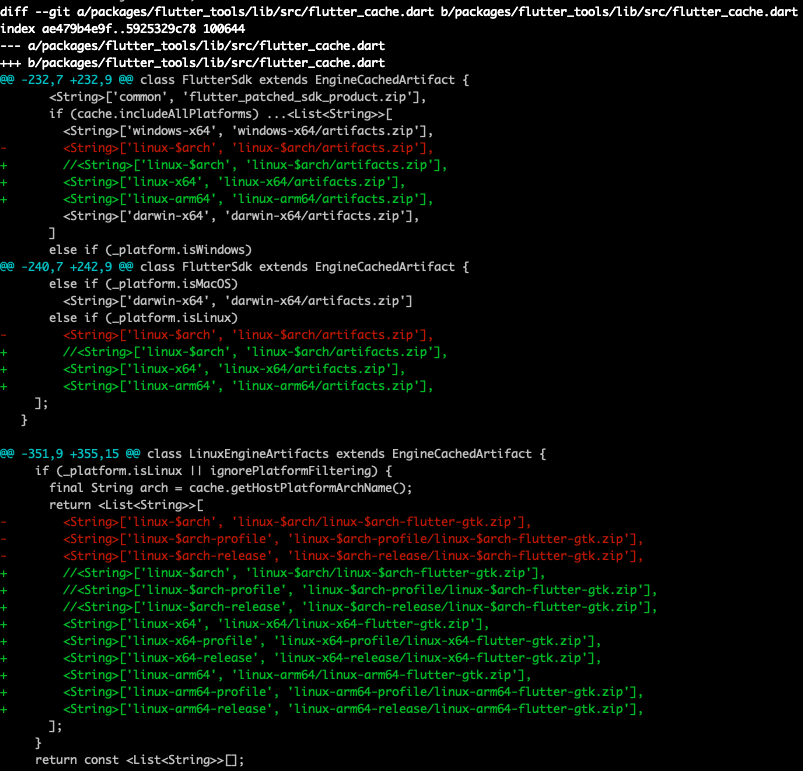 diff --git a/packages/flutter_tools/lib/src/flutter_cache.dart b/packages/flutter_tools/lib/src/flutter_cache.dart
index ae479b4e9f..5925329c78 100644
--- a/packages/flutter_tools/lib/src/flutter_cache.dart
+++ b/packages/flutter_tools/lib/src/flutter_cache.dart
@@ -232,7 +232,9 @@ class FlutterSdk extends EngineCachedArtifact {
       <String>['common', 'flutter_patched_sdk_product.zip'],
       if (cache.includeAllPlatforms) ...<List<String>>[
         <String>['windows-x64', 'windows-x64/artifacts.zip'],
-        <String>['linux-$arch', 'linux-$arch/artifacts.zip'],
+        //<String>['linux-$arch', 'linux-$arch/artifacts.zip'],
+        <String>['linux-x64', 'linux-x64/artifacts.zip'],
+        <String>['linux-arm64', 'linux-arm64/artifacts.zip'],
         <String>['darwin-x64', 'darwin-x64/artifacts.zip'],
       ]
       else if (_platform.isWindows)
@@ -240,7 +242,9 @@ class FlutterSdk extends EngineCachedArtifact {
       else if (_platform.isMacOS)
         <String>['darwin-x64', 'darwin-x64/artifacts.zip']
       else if (_platform.isLinux)
-        <String>['linux-$arch', 'linux-$arch/artifacts.zip'],
+        //<String>['linux-$arch', 'linux-$arch/artifacts.zip'],
+        <String>['linux-x64', 'linux-x64/artifacts.zip'],
+        <String>['linux-arm64', 'linux-arm64/artifacts.zip'],
     ];
   }
@@ -351,9 +355,15 @@ class LinuxEngineArtifacts extends EngineCachedArtifact {
     if (_platform.isLinux || ignorePlatformFiltering) {
       final String arch = cache.getHostPlatformArchName();
       return <List<String>>[
-        <String>['linux-$arch', 'linux-$arch/linux-$arch-flutter-gtk.zip'],
-        <String>['linux-$arch-profile', 'linux-$arch-profile/linux-$arch-flutter-gtk.zip'],
-        <String>['linux-$arch-release', 'linux-$arch-release/linux-$arch-flutter-gtk.zip'],
+        //<String>['linux-$arch', 'linux-$arch/linux-$arch-flutter-gtk.zip'],
+        //<String>['linux-$arch-profile', 'linux-$arch-profile/linux-$arch-flutter-gtk.zip'],
+        //<String>['linux-$arch-release', 'linux-$arch-release/linux-$arch-flutter-gtk.zip'],
+        <String>['linux-x64', 'linux-x64/linux-x64-flutter-gtk.zip'],
+        <String>['linux-x64-profile', 'linux-x64-profile/linux-x64-flutter-gtk.zip'],
+        <String>['linux-x64-release', 'linux-x64-release/linux-x64-flutter-gtk.zip'],
+        <String>['linux-arm64', 'linux-arm64/linux-arm64-flutter-gtk.zip'],
+        <String>['linux-arm64-profile', 'linux-arm64-profile/linux-arm64-flutter-gtk.zip'],
+        <String>['linux-arm64-release', 'linux-arm64-release/linux-arm64-flutter-gtk.zip'],
       ];
     }
     return const <List<String>>[];